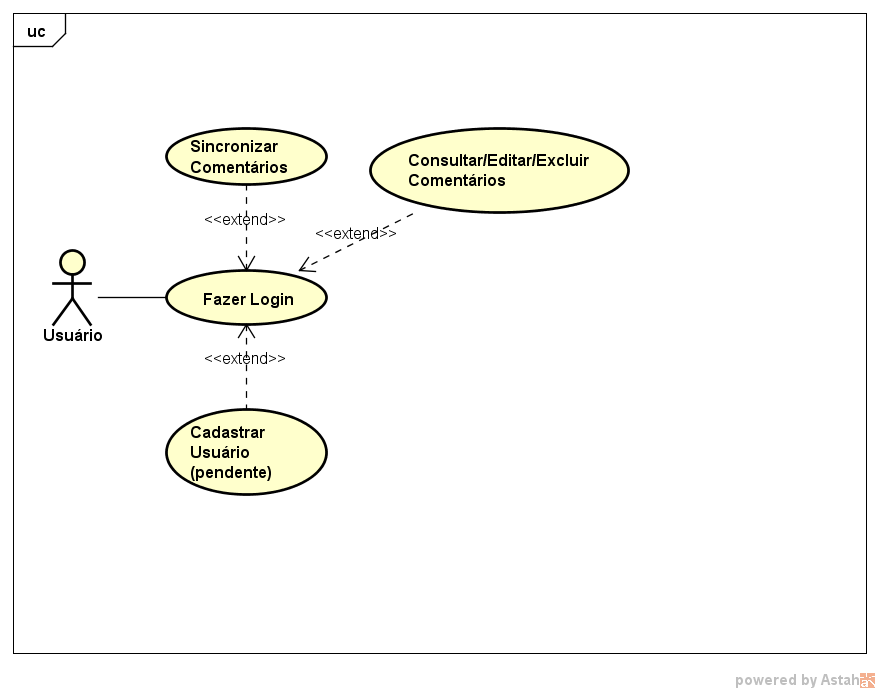 uc
Sincronizar
Comentários
Consultar/Editar/Excluir
Comentários
<<extend>>
<<extend>>
Fazer Login
Usuário
<<extend>>
Cadastrar
Usuário
(pendente)
powered by Astah